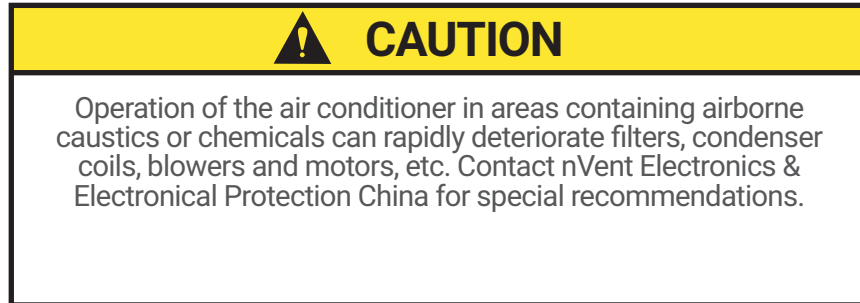 CAUTION
Operation of the air conditioner in areas containing airborne
caustics or chemicals can rapidly deteriorate filters, condenser
coils, blowers and motors, etc. Contact nVent Electronics &
Electronical Protection China for special recommendations.